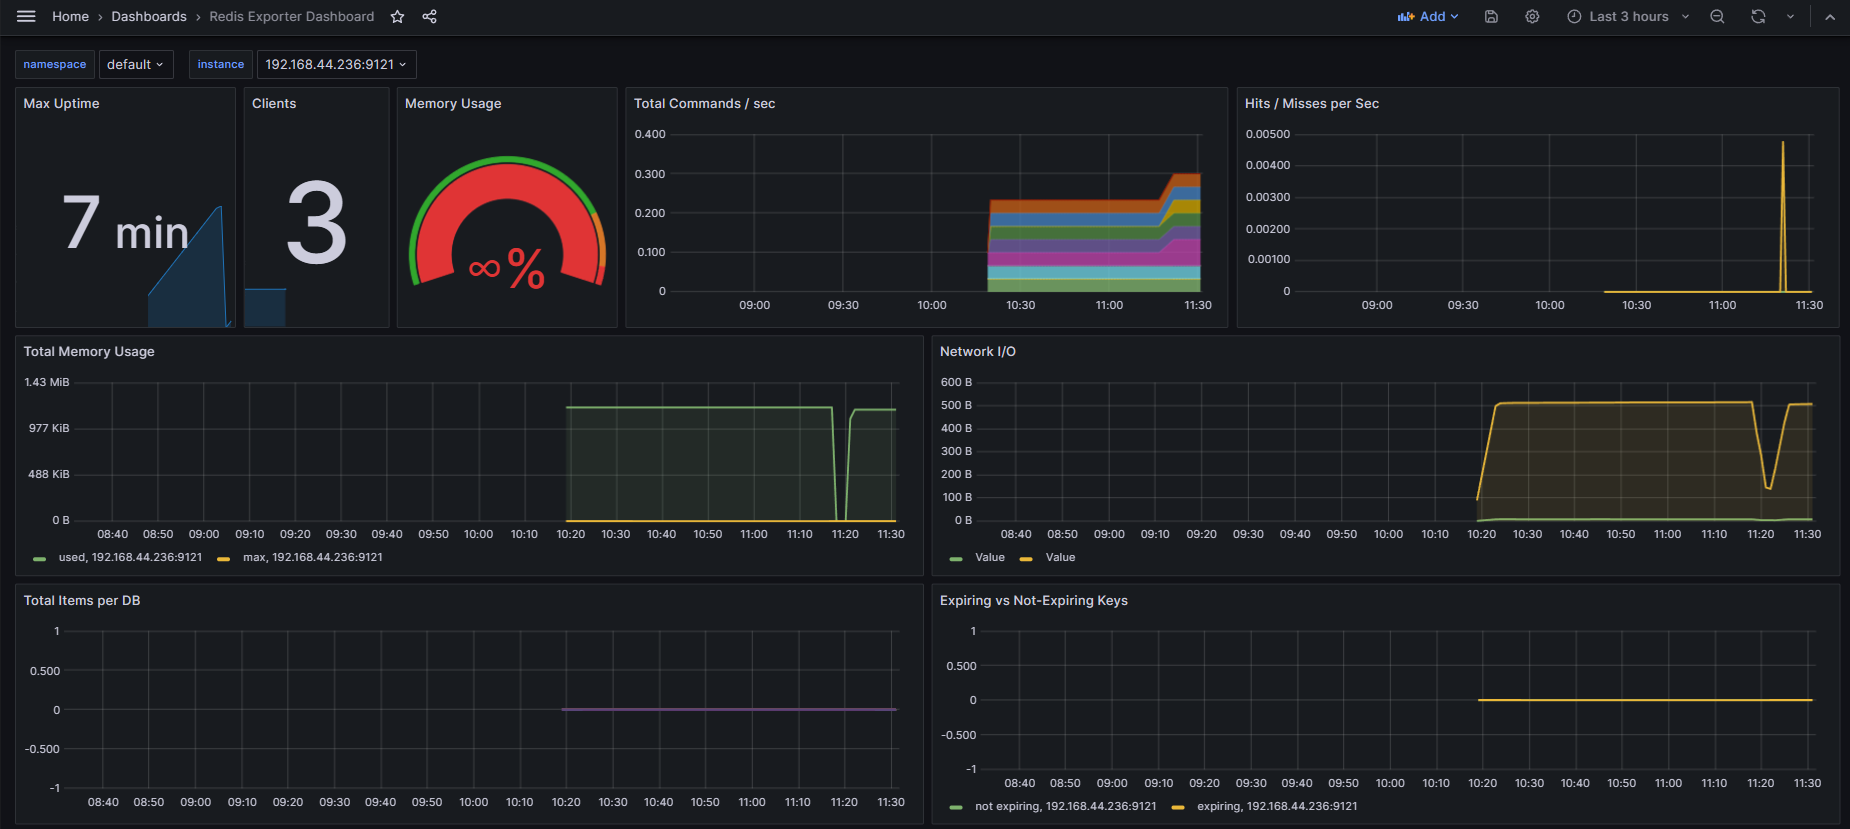 Home › Dashboards › Redis Exporter Dashboard
Add
Last 3 hours
namespace default instance 192.168.44.236:9121
Max Uptime
7 min
Clients
3
Memory Usage
∞%
Total Commands / sec
0.400
0.300
0.200
0.100
0
09:00 09:30 10:00 10:30 11:00 11:30
Hits / Misses per Sec
0.00500
0.00400
0.00300
0.00200
0.00100
0
09:00 09:30 10:00 10:30 11:00 11:30
Total Memory Usage
1.43 MiB
977 KiB
488 KiB
0 B
08:40 08:50 09:00 09:10 09:20 09:30 09:40 09:50 10:00 10:10 10:20 10:30 10:40 10:50 11:00 11:10 11:20 11:30
used, 192.168.44.236:9121 max, 192.168.44.236:9121
Network I/O
600 B
500 B
400 B
300 B
200 B
100 B
0 B
08:40 08:50 09:00 09:10 09:20 09:30 09:40 09:50 10:00 10:10 10:20 10:30 10:40 10:50 11:00 11:10 11:20 11:30
Value Value
Total Items per DB
1
0.500
0
-0.500
-1
08:40 08:50 09:00 09:10 09:20 09:30 09:40 09:50 10:00 10:10 10:20 10:30 10:40 10:50 11:00 11:10 11:20 11:30
Expiring vs Not-Expiring Keys
1
0.500
0
-0.500
-1
08:40 08:50 09:00 09:10 09:20 09:30 09:40 09:50 10:00 10:10 10:20 10:30 10:40 10:50 11:00 11:10 11:20 11:30
not expiring, 192.168.44.236:9121 expiring, 192.168.44.236:9121